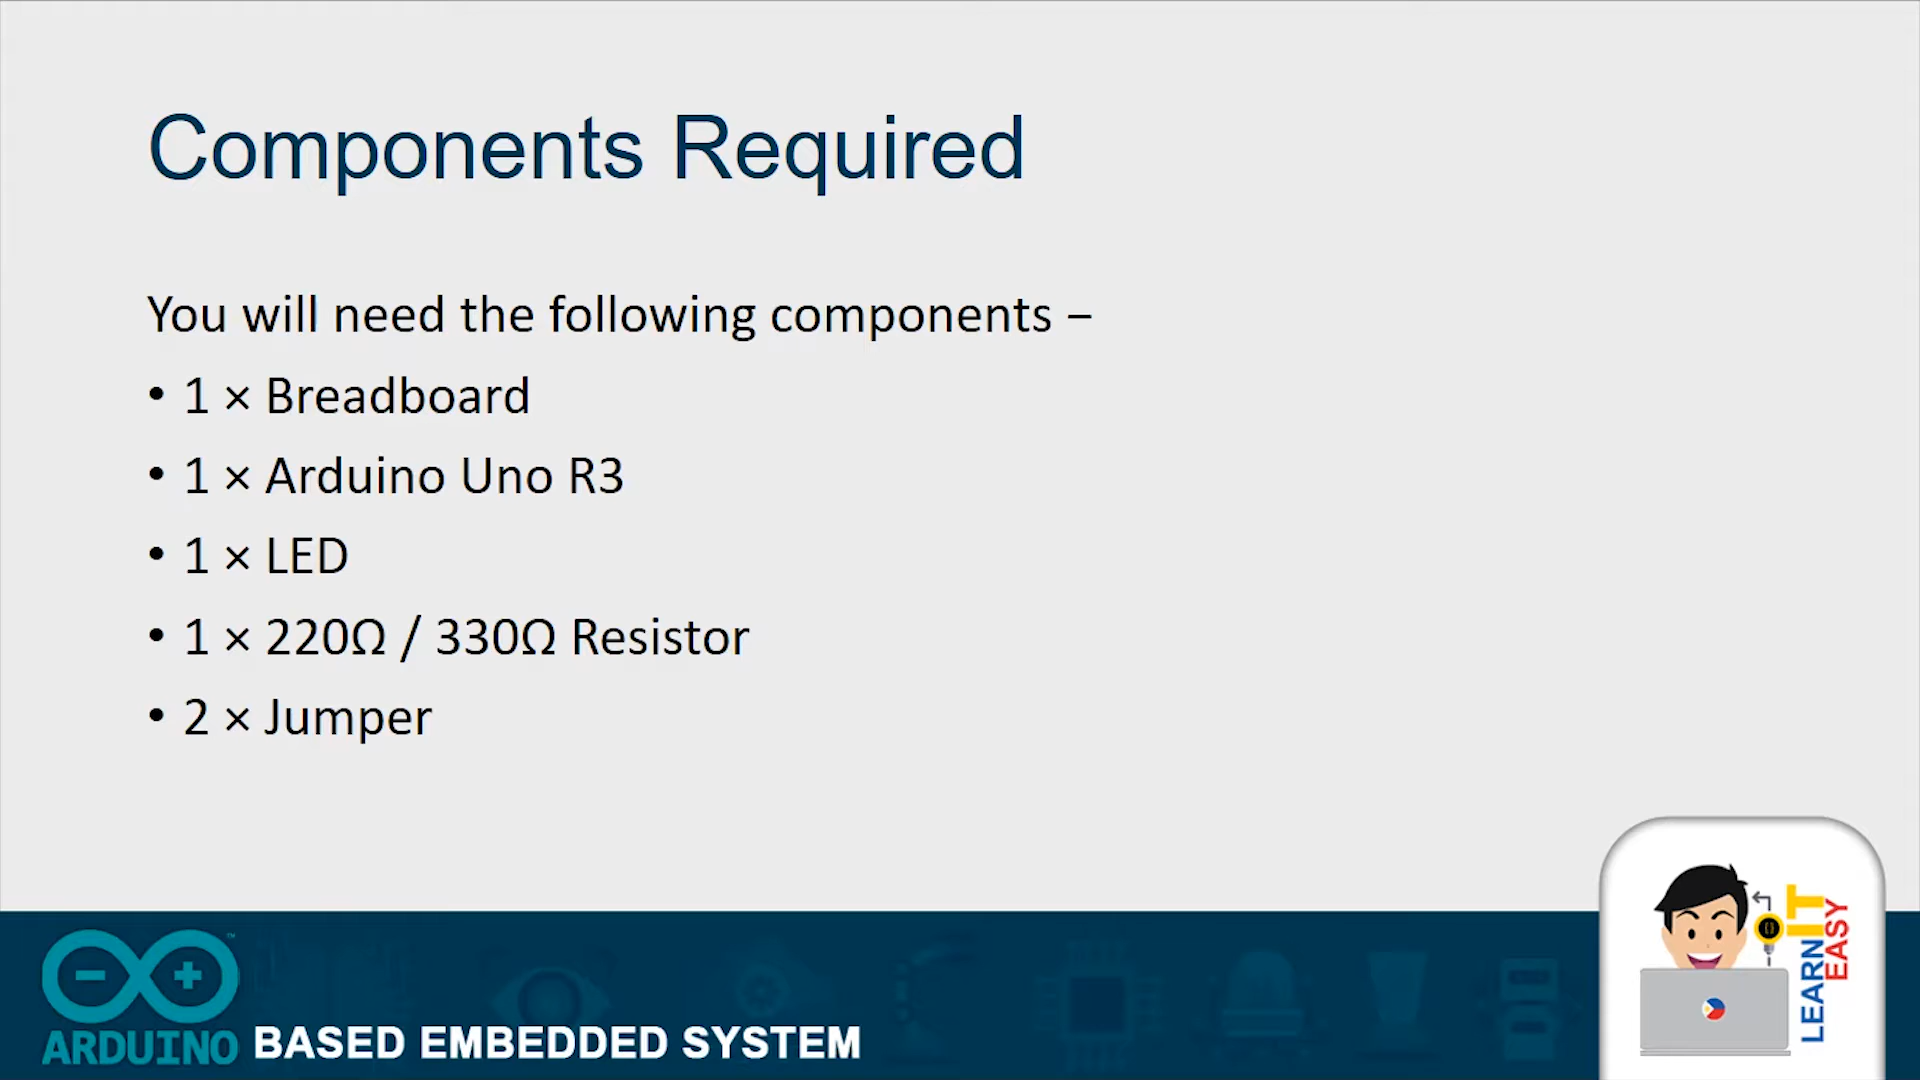 Components Required
You will need the following components –
• 1 × Breadboard
• 1 × Arduino Uno R3
• 1 × LED
• 1 × 220Ω / 330Ω Resistor
• 2 × Jumper
ARDUINO BASED EMBEDDED SYSTEM
LEARN IT
EASY